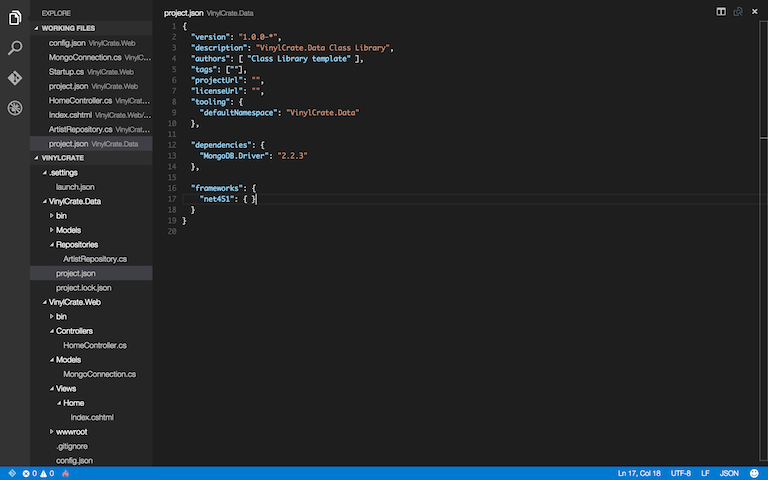 EXPLORE
WORKING FILES
config.json VinylCrate.Web
MongoConnection.cs VinylC...
Startup.cs VinylCrate.Web
project.json VinylCrate.Web
HomeController.cs VinylCrat...
Index.cshtml VinylCrate.Web/...
ArtistRepository.cs VinylCrat...
project.json VinylCrate.Data
VINYLCRATE
.settings
launch.json
VinylCrate.Data
bin
Models
Repositories
ArtistRepository.cs
project.json
project.lock.json
VinylCrate.Web
bin
Controllers
HomeController.cs
Models
MongoConnection.cs
Views
Home
Index.cshtml
wwwroot
.gitignore
config.json
project.json VinylCrate.Data
1 {
2 "version": "1.0.0-*",
3 "description": "VinylCrate.Data Class Library",
4 "authors": [ "Class Library template" ],
5 "tags": [""],
6 "projectUrl": "",
7 "licenseUrl": "",
8 "tooling": {
9 "defaultNamespace": "VinylCrate.Data"
10 },
11
12 "dependencies": {
13 "MongoDB.Driver": "2.2.3"
14 },
15
16 "frameworks": {
17 "net451": { }
18 }
19 }
20
0 0
Ln 17, Col 18 UTF-8 LF JSON